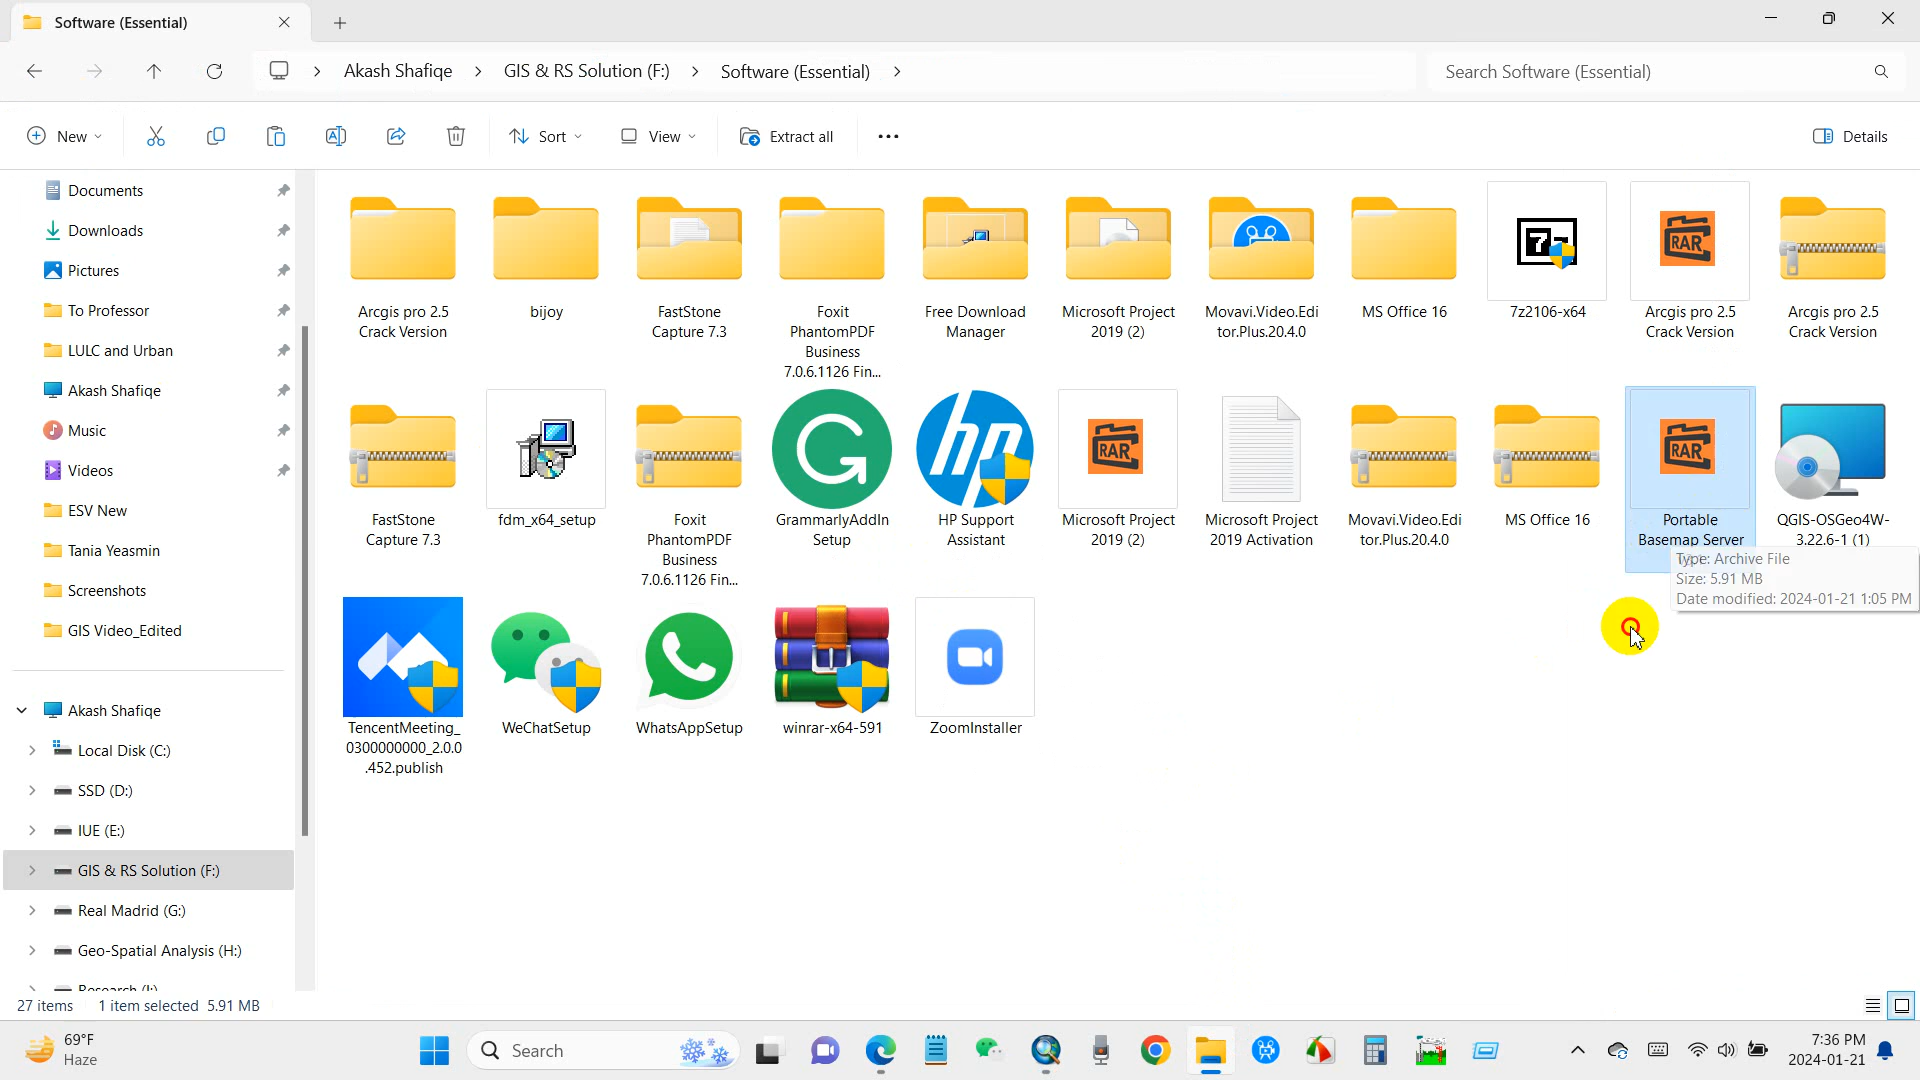 Software (Essential)
Akash Shafiqe
GIS & RS Solution (F:)
Software (Essential)
Search Software (Essential)
New
Sort
View
Extract all
Details
Documents
Downloads
Pictures
To Professor
LULC and Urban
Akash Shafiqe
Music
Videos
ESV New
Tania Yeasmin
Screenshots
GIS Video_Edited
Akash Shafiqe
Local Disk (C:)
SSD (D:)
IUE (E:)
GIS & RS Solution (F:)
Real Madrid (G:)
Geo-Spatial Analysis (H:)
Research (I:)
Arcgis pro 2.5
Crack Version
bijoy
FastStone
Capture 7.3
Foxit
PhantomPDF
Business
7.0.6.1126 Fin...
Free Download
Manager
Microsoft Project
2019 (2)
Movavi.Video.Edi
tor.Plus.20.4.0
MS Office 16
7z2106-x64
RAR
Arcgis pro 2.5
Crack Version
Arcgis pro 2.5
Crack Version
FastStone
Capture 7.3
fdm_x64_setup
Foxit
PhantomPDF
Business
7.0.6.1126 Fin...
GrammarlyAddIn
Setup
hp
HP Support
Assistant
RAR
Microsoft Project
2019 (2)
Microsoft Project
2019 Activation
Movavi.Video.Edi
tor.Plus.20.4.0
MS Office 16
RAR
Portable
Basemap Server
QGIS-OSGeo4W-
3.22.6-1 (1)
Type: Archive File
Size: 5.91 MB
Date modified: 2024-01-21 1:05 PM
TencentMeeting_
0300000000_2.0.0
.452.publish
WeChatSetup
WhatsAppSetup
winrar-x64-591
ZoomInstaller
27 items
1 item selected 5.91 MB
69°F
Haze
Search
7:36 PM
2024-01-21